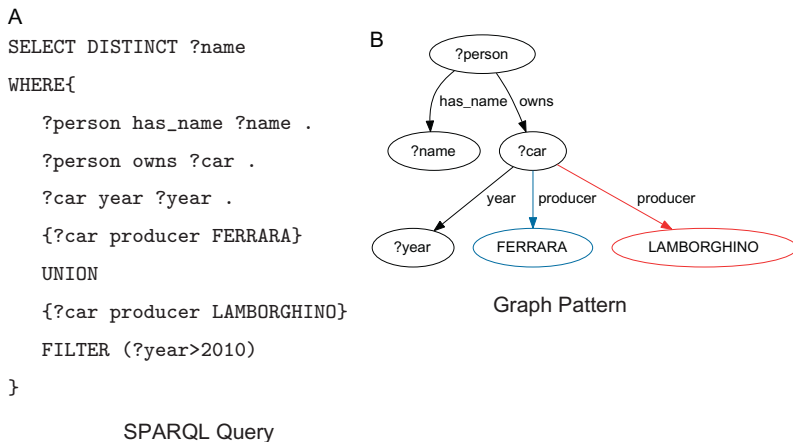 A
SELECT DISTINCT ?name
WHERE{
?person has_name ?name .
?person owns ?car .
?car year ?year .
{?car producer FERRARA}
UNION
{?car producer LAMBORGHINO}
FILTER (?year>2010)
}
SPARQL Query
B
?person
has_name owns
?name ?car
year producer producer
?year FERRARA LAMBORGHINO
Graph Pattern